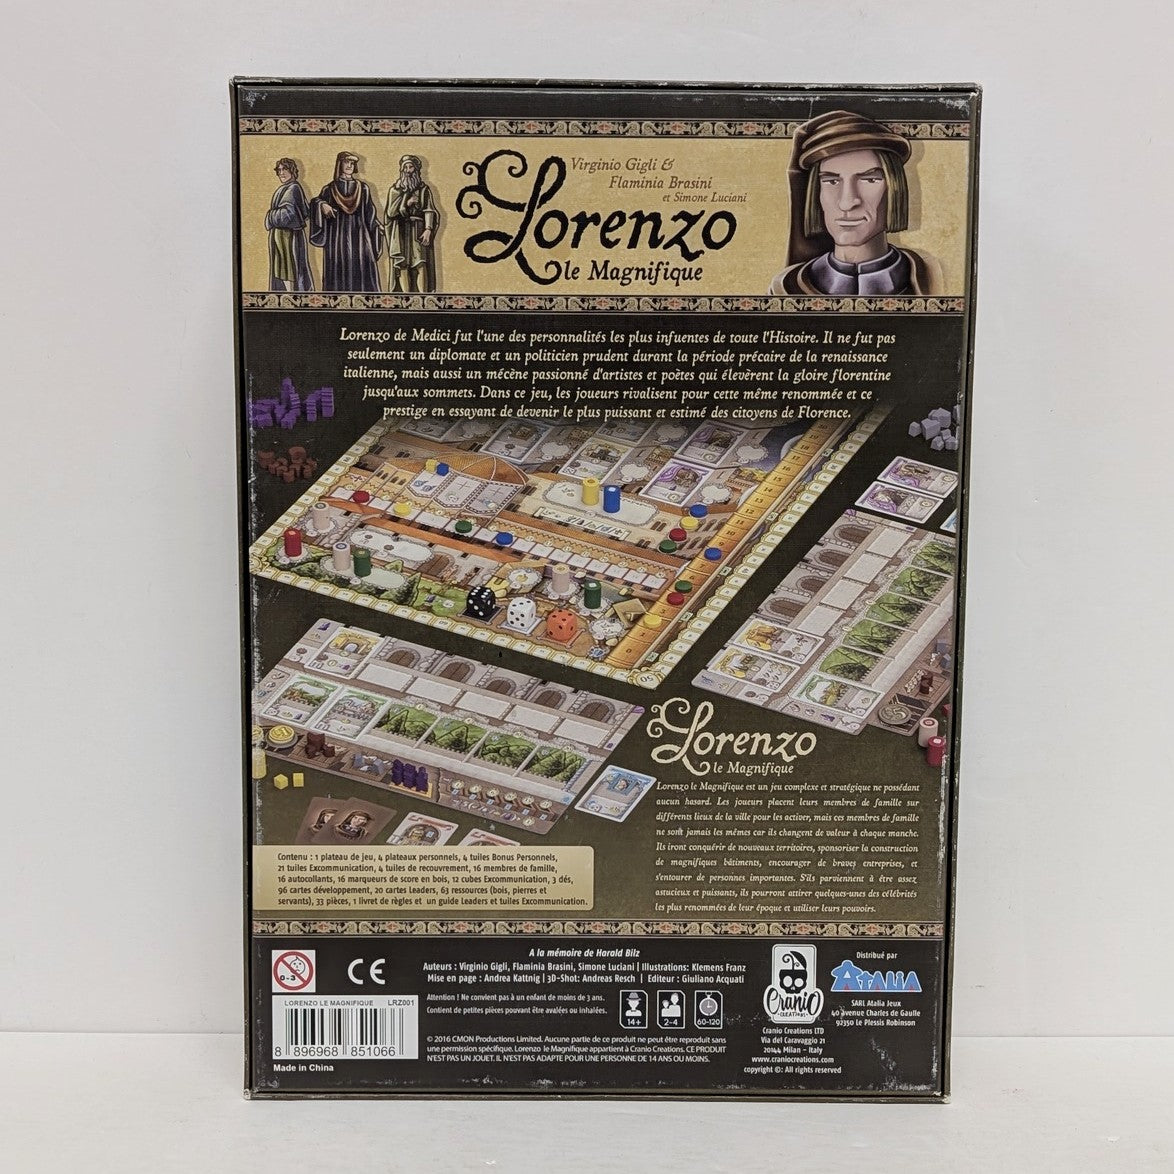 Virginio Gigli &
Flaminia Brasini
et Simone Luciani
Lorenzo
le Magnifique
Lorenzo de Medici fut l'une des personnalités les plus infuentes de toute l'Histoire. Il ne fut pas
seulement un diplomate et un politicien prudent durant la période précaire de la renaissance
italienne, mais aussi un mécène passionné d'artistes et poètes qui élevèrent la gloire florentine
jusqu'aux sommets. Dans ce jeu, les joueurs rivalisent pour cette même renommée et ce
prestige en essayant de devenir le plus puissant et estimé des citoyens de Florence.
Lorenzo
le Magnifique
Lorenzo le Magnifique est un jeu complexe et stratégique ne possédant
aucun hasard. Les joueurs placent leurs membres de famille sur
différents lieux de la ville pour les activer, mais ces membres de famille
ne sont jamais les mêmes car ils changent de valeur à chaque manche.
Ils iront conquérir de nouveaux territoires, sponsoriser la construction
de magnifiques bâtiments, encourager de braves entreprises, et
s'entourer de personnes importantes. S'ils parviennent à être assez
astucieux et puissants, ils pourront attirer quelques-unes des célébrités
les plus renommées de leur époque et utiliser leurs pouvoirs.
Contenu : 1 plateau de jeu, 4 plateaux personnels, 4 tuiles Bonus Personnels,
21 tuiles Excommunication, 4 tuiles de recouvrement, 16 membres de famille,
16 autocollants, 16 marqueurs de score en bois, 12 cubes Excommunication, 3 dés,
96 cartes développement, 20 cartes Leaders, 63 ressources (bois, pierres et
servants), 33 pièces, 1 livret de règles et un guide Leaders et tuiles Excommunication.
0-3
CE
LORENZO LE MAGNIFIQUE LRZ001
8 896968 851066
Made in China
A la mémoire de Harald Bilz
Auteurs : Virginio Gigli, Flaminia Brasini, Simone Luciani | Illustrations: Klemens Franz
Mise en page : Andrea Kattnig | 3D-Shot: Andreas Resch | Editeur : Giuliano Acquati
Attention ! Ne convient pas à un enfant de moins de 3 ans.
Contient de petites pièces pouvant être avalées ou inhalées.
14+
2-4
60-120
© 2016 CMON Productions Limited. Aucune partie de ce produit ne peut être reproduit sans
une permission spécifique. Lorenzo le Magnifique appartient à Cranio Creations. CE PRODUIT
N'EST PAS UN JOUET. IL N'EST PAS ADAPTE POUR UNE PERSONNE DE 14 ANS OU MOINS.
Cranio
CREATIONS
Cranio Creations LTD
Via del Caravaggio 21
20144 Milan - Italy
www.craniocreations.com
copyright ©: All rights reserved
Distribué par
ATALIA
SARL Atalia Jeux
40 avenue Charles de Gaulle
92350 le Plessis Robinson